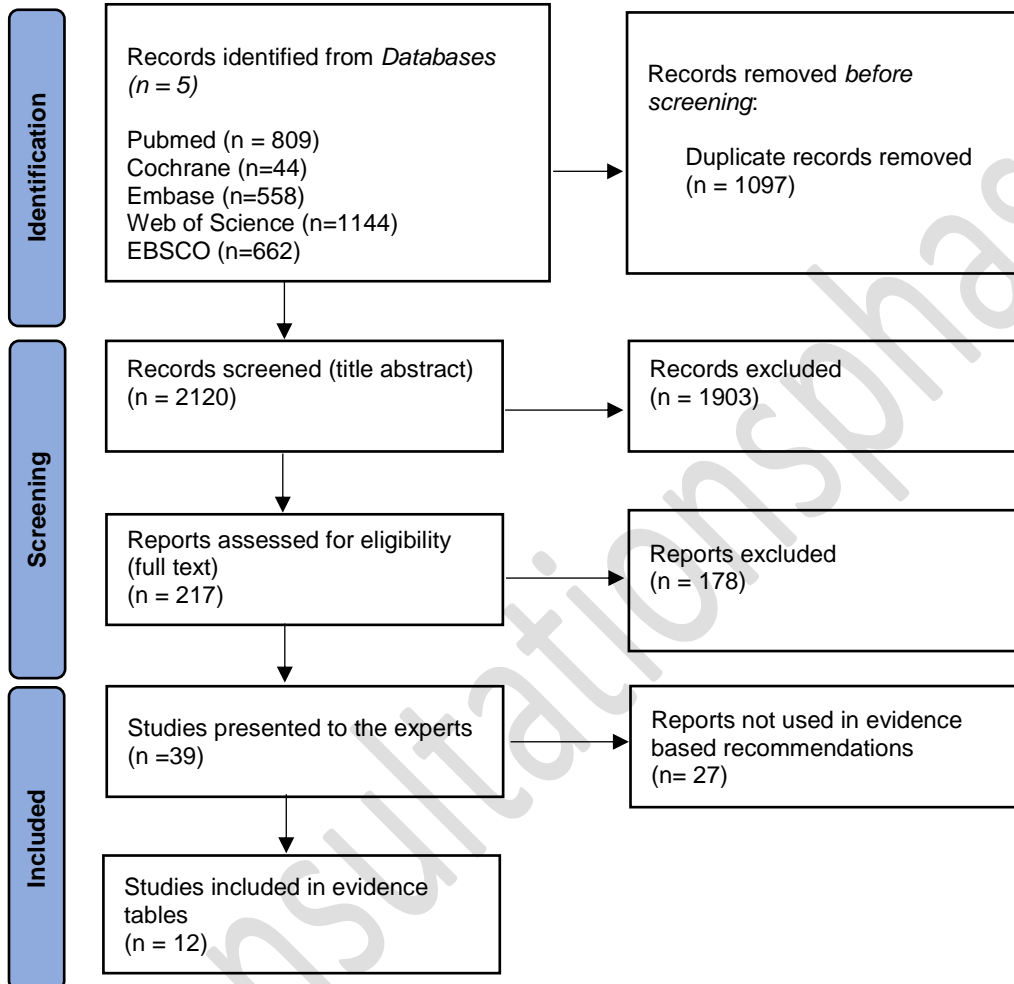 Identification
Records identified from Databases
(n = 5)
Pubmed (n = 809)
Cochrane (n=44)
Embase (n=558)
Web of Science (n=1144)
EBSCO (n=662)
Records removed before
screening:
Duplicate records removed
(n = 1097)
Screening
Records screened (title abstract)
(n = 2120)
Records excluded
(n = 1903)
Reports assessed for eligibility
(full text)
(n = 217)
Reports excluded
(n = 178)
Included
Studies presented to the experts
(n =39)
Reports not used in evidence
based recommendations
(n= 27)
Studies included in evidence
tables
(n = 12)
nsultationsphas